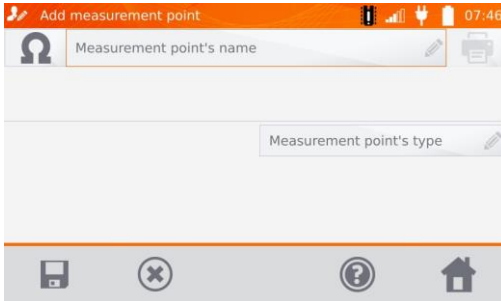 Add measurement point 07:46
Ω Measurement point's name
Measurement point's type
?